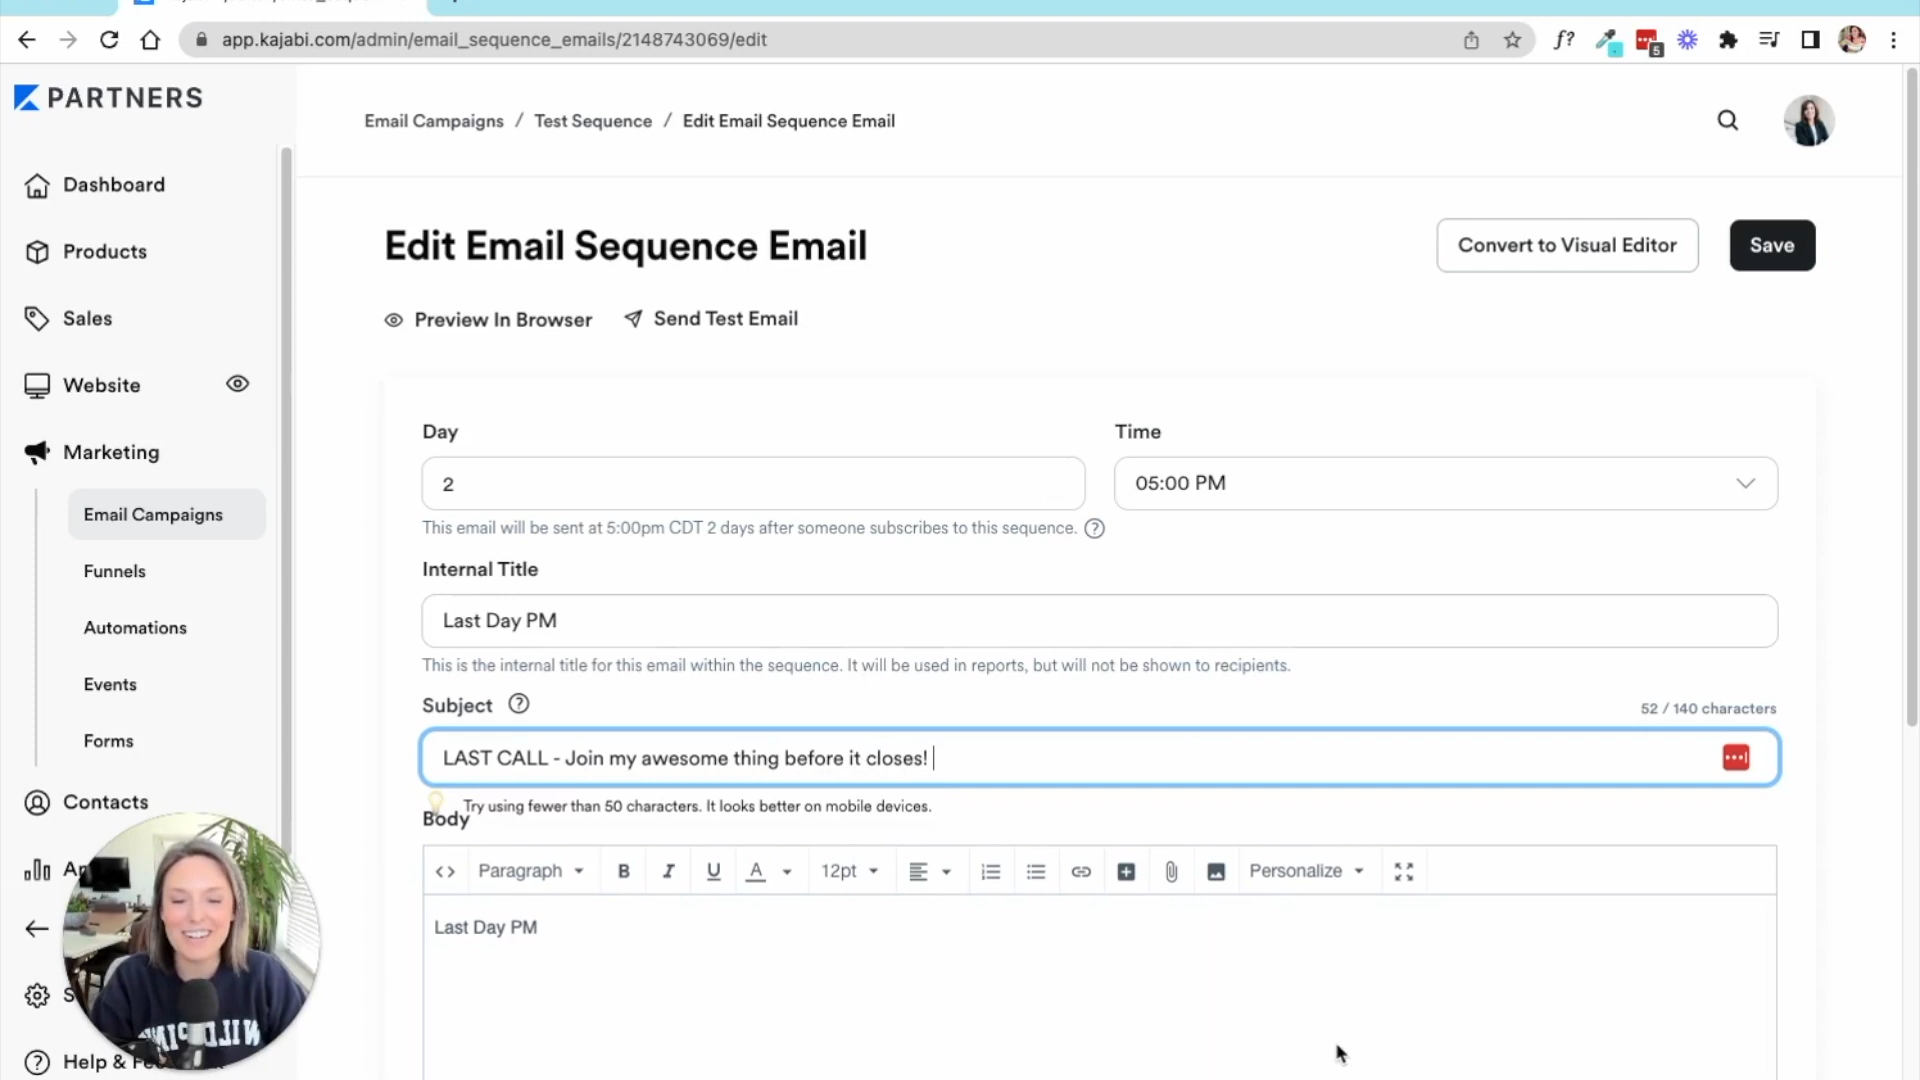 app.kajabi.com/admin/email_sequence_emails/2148743069/edit
f?
5
PARTNERS
Email Campaigns / Test Sequence / Edit Email Sequence Email
Dashboard
Products
Sales
Website
Marketing
Email Campaigns
Funnels
Automations
Events
Forms
Contacts
Help &
Edit Email Sequence Email
Convert to Visual Editor
Save
Preview In Browser
Send Test Email
Day
Time
2
05:00 PM
This email will be sent at 5:00pm CDT 2 days after someone subscribes to this sequence. ?
Internal Title
Last Day PM
This is the internal title for this email within the sequence. It will be used in reports, but will not be shown to recipients.
Subject ?
52 / 140 characters
LAST CALL - Join my awesome thing before it closes!
Try using fewer than 50 characters. It looks better on mobile devices.
Body
<> Paragraph B I U A 12pt Personalize
Last Day PM